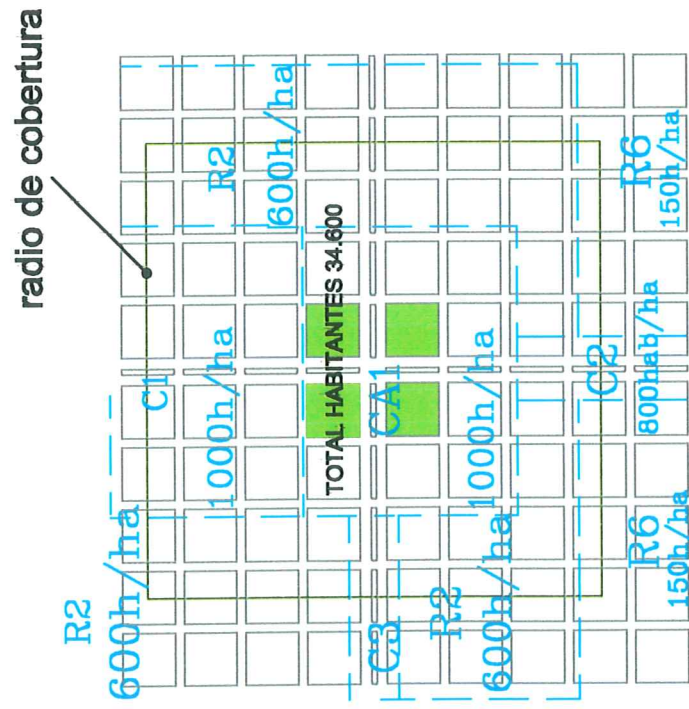 radio de cobertura
R2
600h/ha
C1
1000h/ha
R2
600h/ha
TOTAL HABITANTES 34.600
CA1
1000h/ha
C3
R2
600h/ha
C2
800hab/ha
R6
150h/ha
R6
150h/ha